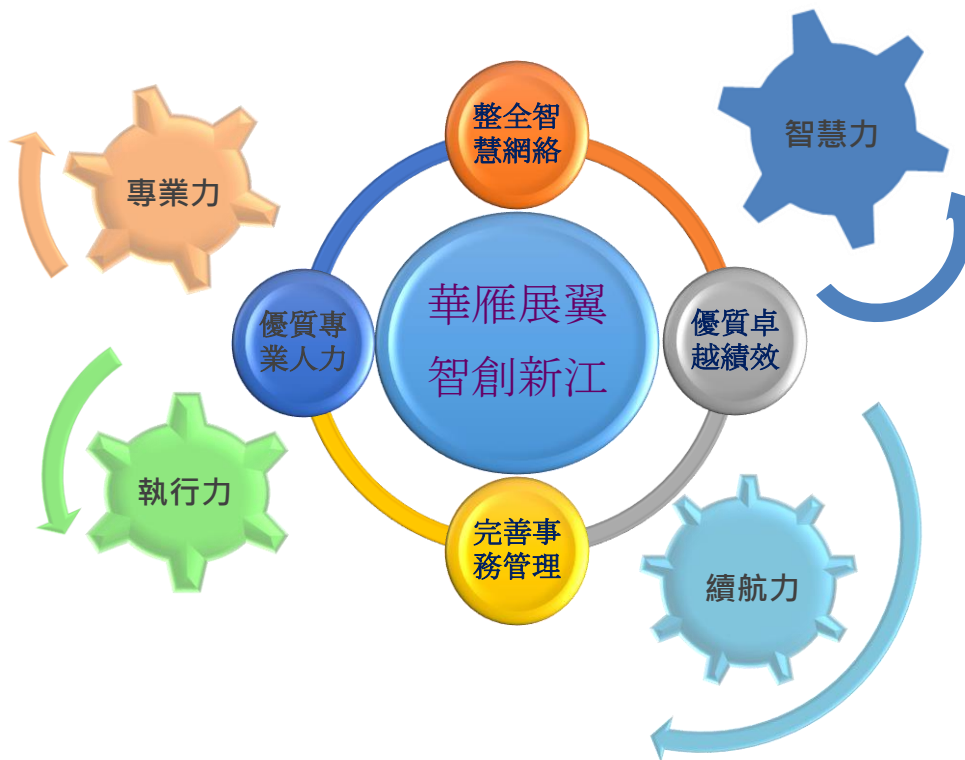 整全智
慧網絡
智慧力
專業力
華雁展翼
智創新江
優質專
業人力
優質卓
越績效
執行力
完善事
務管理
續航力